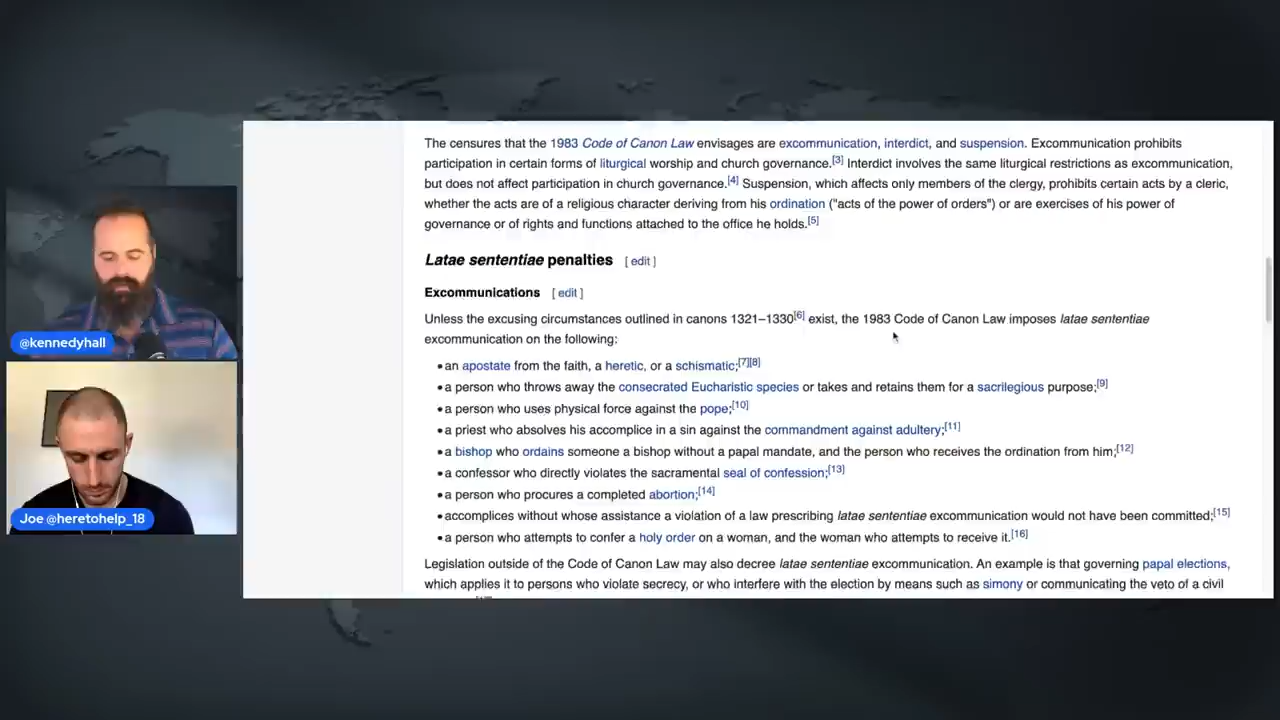 The censures that the 1983 Code of Canon Law envisages are excommunication, interdict, and suspension. Excommunication prohibits
participation in certain forms of liturgical worship and church governance.[3] Interdict involves the same liturgical restrictions as excommunication,
but does not affect participation in church governance.[4] Suspension, which affects only members of the clergy, prohibits certain acts by a cleric,
whether the acts are of a religious character deriving from his ordination ("acts of the power of orders") or are exercises of his power of
governance or of rights and functions attached to the office he holds.[5]
Latae sententiae penalties [ edit ]
Excommunications [ edit ]
Unless the excusing circumstances outlined in canons 1321–1330[6] exist, the 1983 Code of Canon Law imposes latae sententiae
excommunication on the following:
• an apostate from the faith, a heretic, or a schismatic;[7][8]
• a person who throws away the consecrated Eucharistic species or takes and retains them for a sacrilegious purpose;[9]
• a person who uses physical force against the pope;[10]
• a priest who absolves his accomplice in a sin against the commandment against adultery;[11]
• a bishop who ordains someone a bishop without a papal mandate, and the person who receives the ordination from him;[12]
• a confessor who directly violates the sacramental seal of confession;[13]
• a person who procures a completed abortion;[14]
• accomplices without whose assistance a violation of a law prescribing latae sententiae excommunication would not have been committed;[15]
• a person who attempts to confer a holy order on a woman, and the woman who attempts to receive it.[16]
Legislation outside of the Code of Canon Law may also decree latae sententiae excommunication. An example is that governing papal elections,
which applies it to persons who violate secrecy, or who interfere with the election by means such as simony or communicating the veto of a civil
@kennedyhall
Joe @heretohelp_18